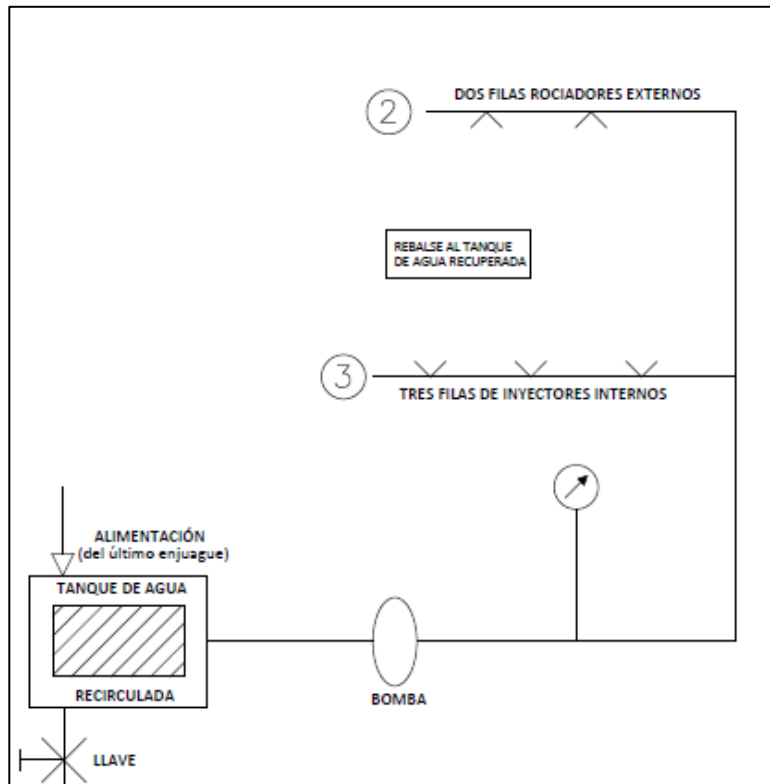 DOS FILAS ROCIADORES EXTERNOS
2
REBALSE AL TANQUE
DE AGUA RECUPERADA
3
TRES FILAS DE INYECTORES INTERNOS
ALIMENTACIÓN
(del último enjuague)
TANQUE DE AGUA
RECIRCULADA
BOMBA
LLAVE